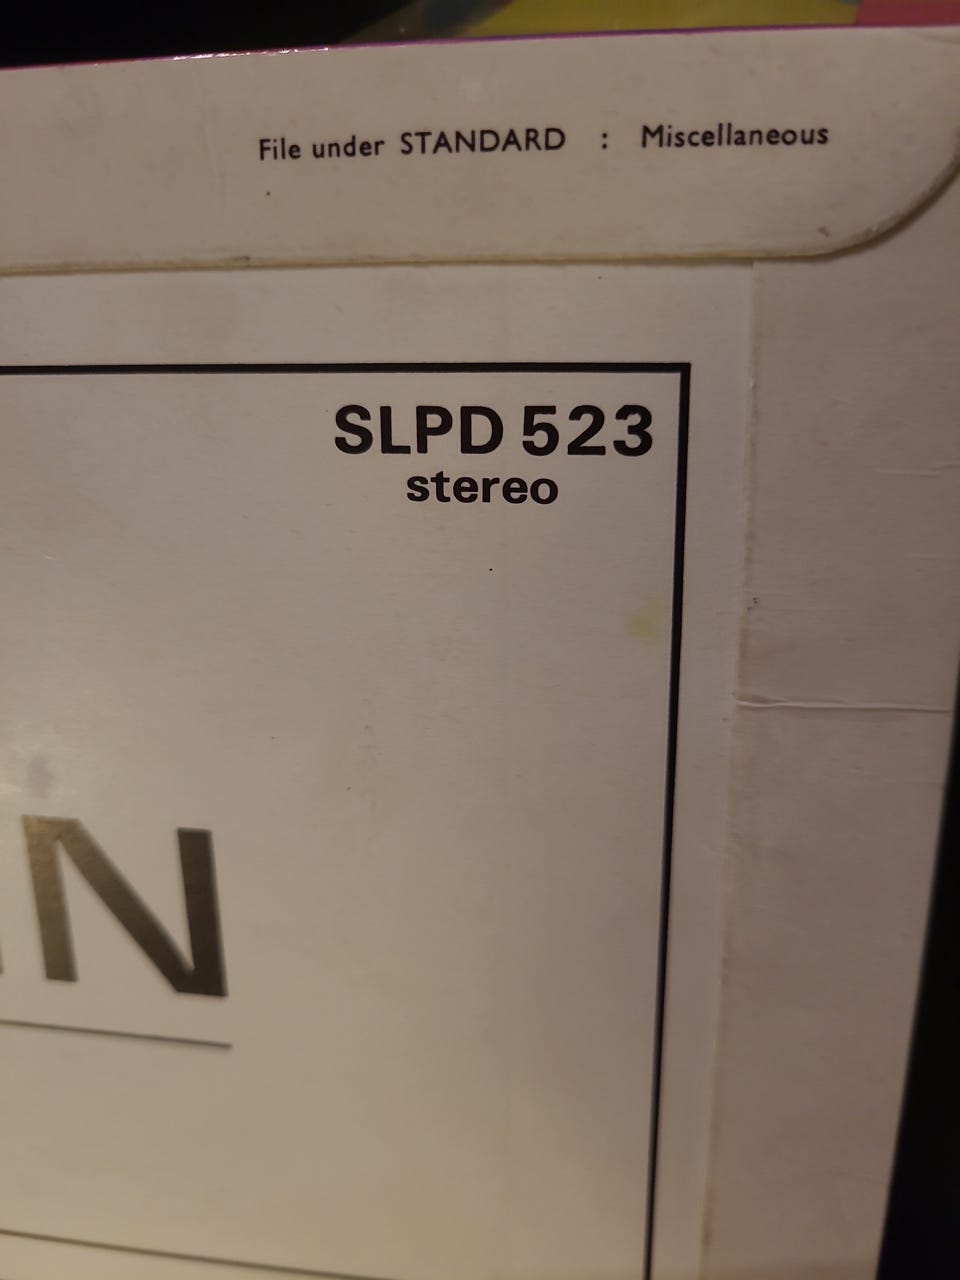 File under STANDARD : Miscellaneous
SLPD 523
stereo
N